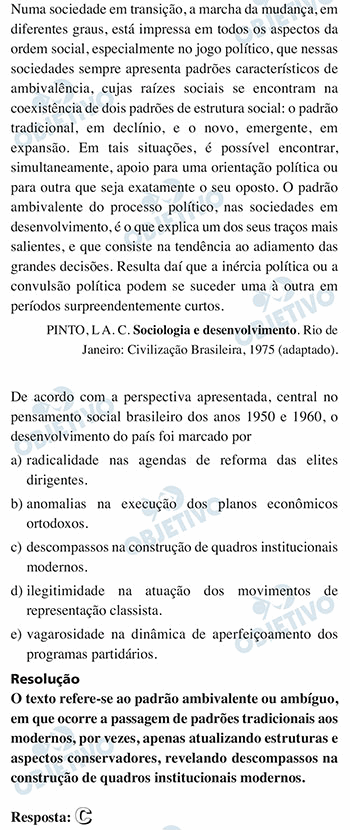 Numa sociedade em transição, a marcha da mudança, em
diferentes graus, está impressa em todos os aspectos da
ordem social, especialmente no jogo político, que nessas
sociedades sempre apresenta padrões característicos de
ambivalência, cujas raízes sociais se encontram na
coexistência de dois padrões de estrutura social: o padrão
tradicional, em declínio, e o novo, emergente, em
expansão. Em tais situações, é possível encontrar,
simultaneamente, apoio para uma orientação política ou
para outra que seja exatamente o seu oposto. O padrão
ambivalente do processo político, nas sociedades em
desenvolvimento, é o que explica um dos seus traços mais
salientes, e que consiste na tendência ao adiamento das
grandes decisões. Resulta daí que a inércia política ou a
convulsão política podem se suceder uma à outra em
períodos surpreendentemente curtos.
PINTO, L A. C. Sociologia e desenvolvimento. Rio de
Janeiro: Civilização Brasileira, 1975 (adaptado).
De acordo com a perspectiva apresentada, central no
pensamento social brasileiro dos anos 1950 e 1960, o
desenvolvimento do país foi marcado por
a) radicalidade nas agendas de reforma das elites
dirigentes.
b) anomalias na execução dos planos econômicos
ortodoxos.
c) descompassos na construção de quadros institucionais
modernos.
d) ilegitimidade na atuação dos movimentos de
representação classista.
e) vagarosidade na dinâmica de aperfeiçoamento dos
programas partidários.
Resolução
O texto refere-se ao padrão ambivalente ou ambíguo,
em que ocorre a passagem de padrões tradicionais aos
modernos, por vezes, apenas atualizando estruturas e
aspectos conservadores, revelando descompassos na
construção de quadros institucionais modernos.
Resposta: C
OBJETIVO
OBJETIVO
OBJETIVO
OBJETIVO
OBJETIVO
OBJETIVO
OBJETIVO
OBJETIVO
OBJETIVO
OBJETIVO